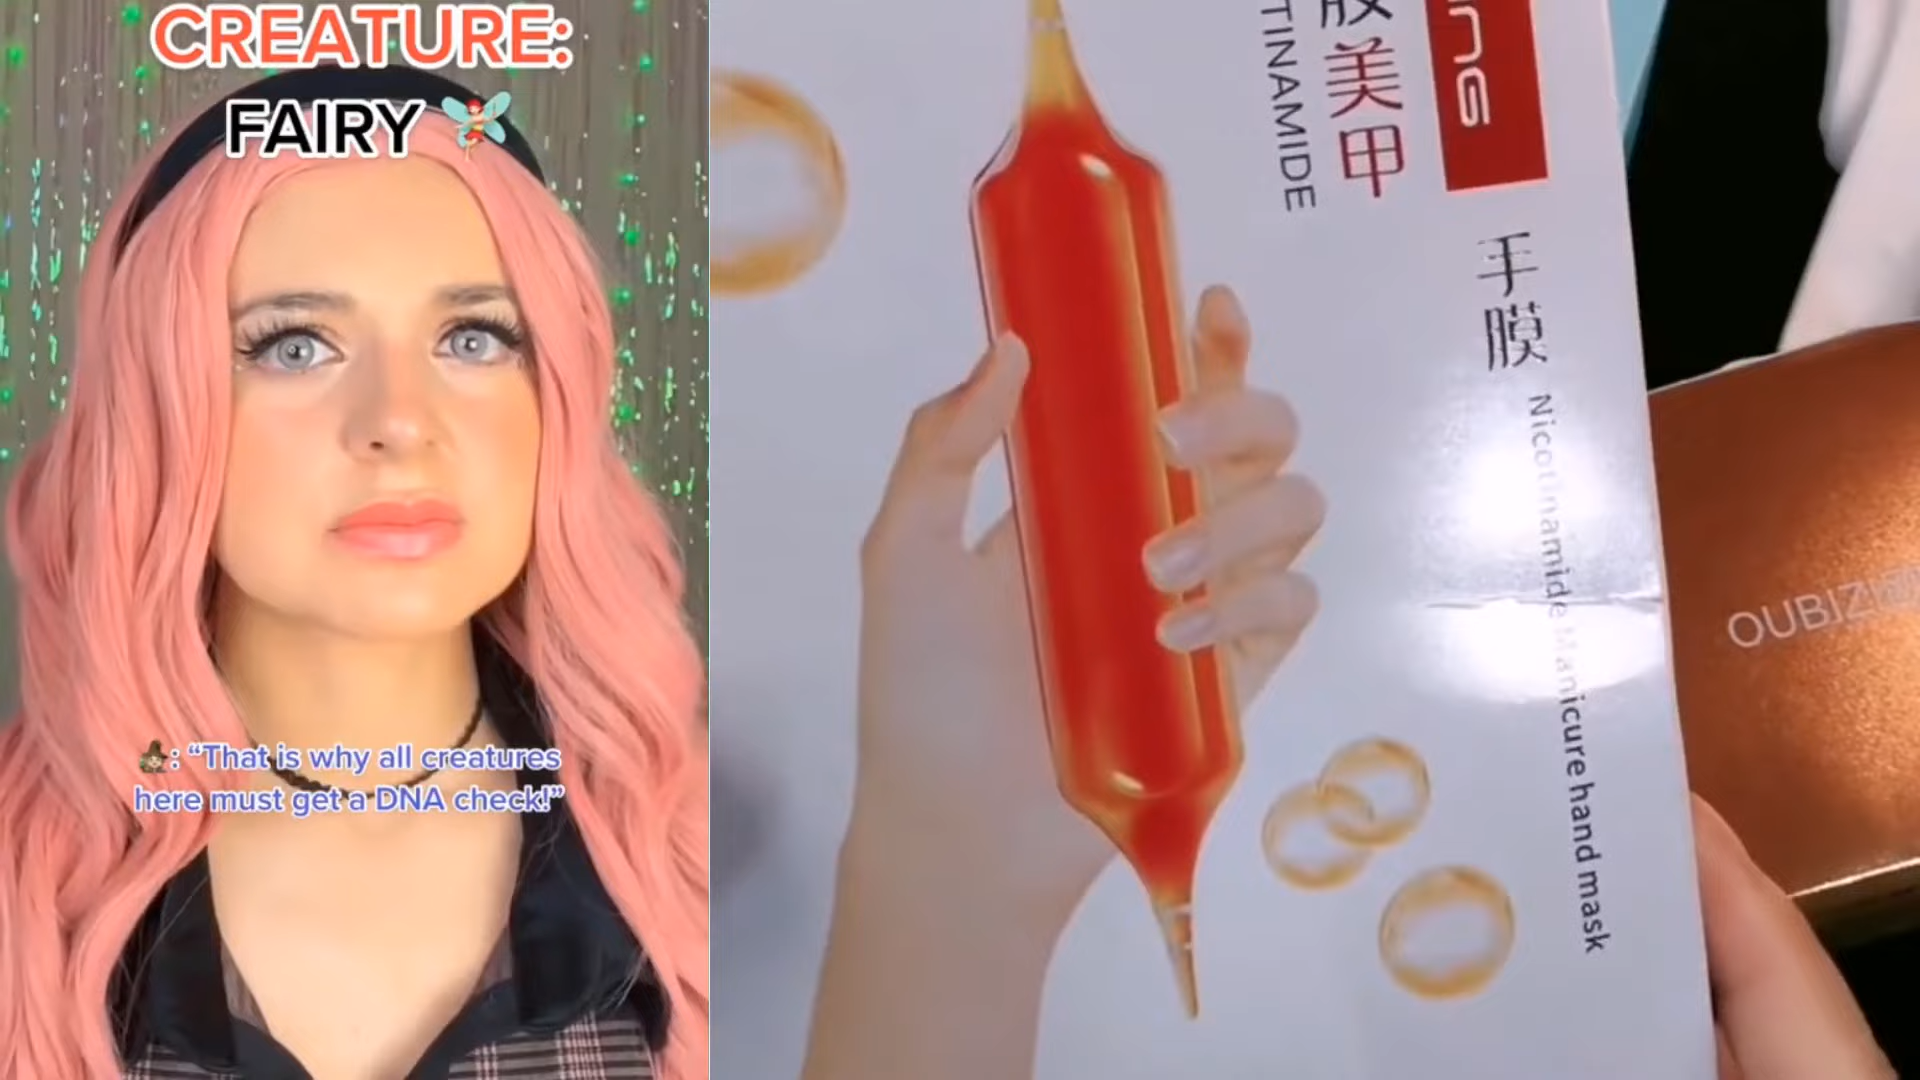 CREATURE:
FAIRY
: “That is why all creatures
here must get a DNA check!”
TINAMIDE
美甲
手膜
Nicotinamide Manicure hand mask